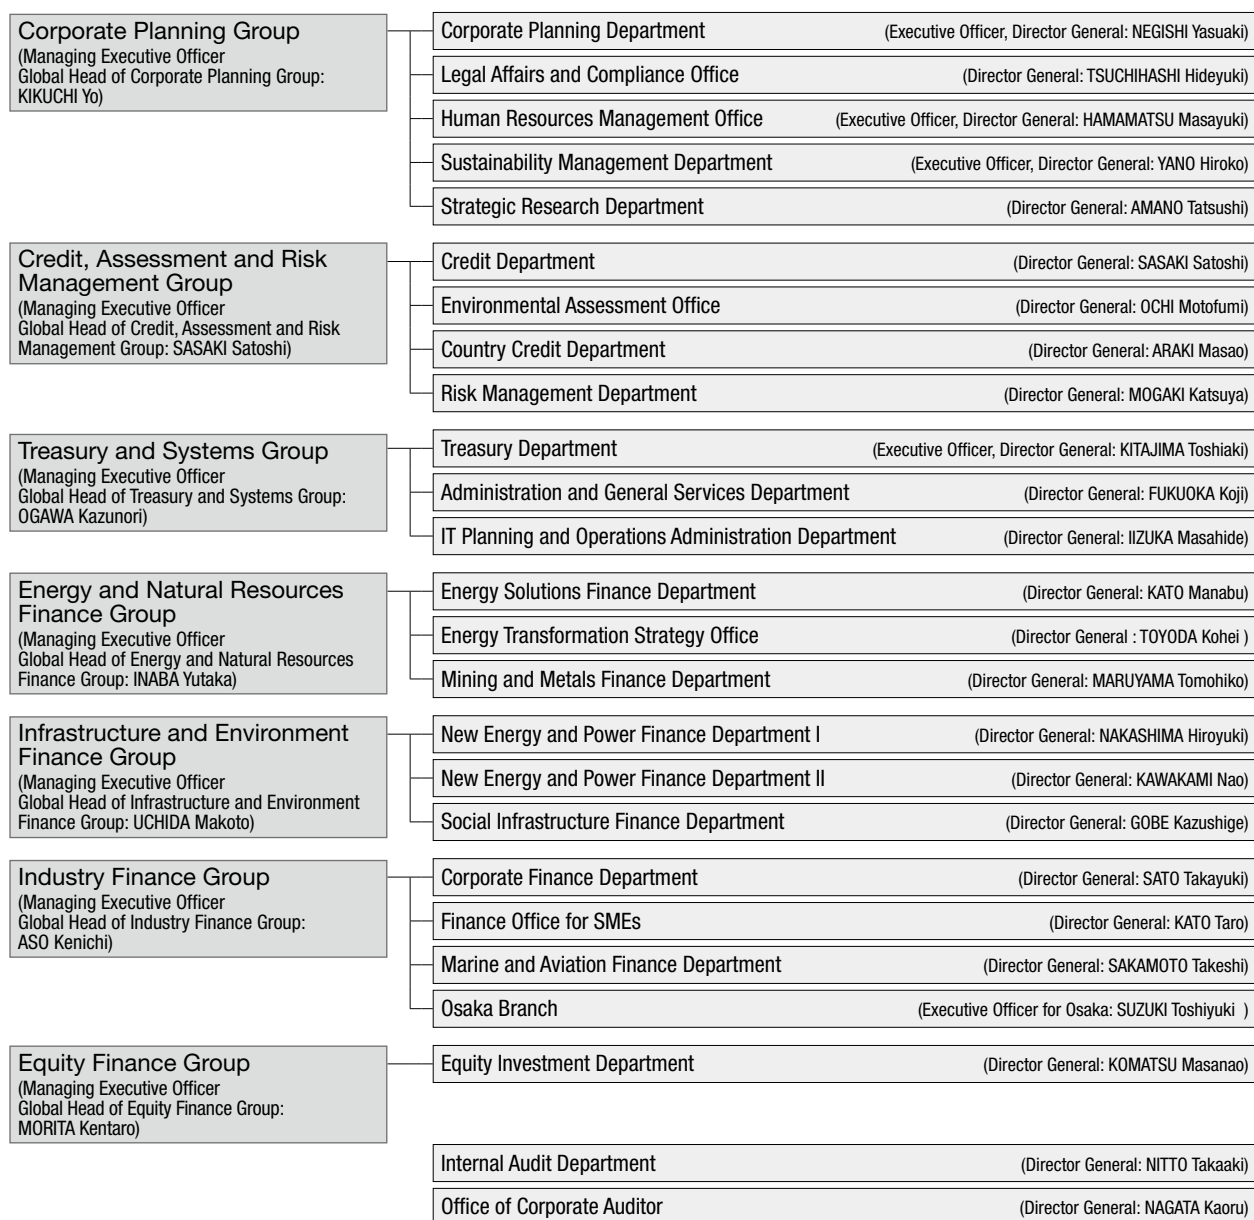 Corporate Planning Group
(Managing Executive Officer
Global Head of Corporate Planning Group:
KIKUCHI Yo)
Corporate Planning Department (Executive Officer, Director General: NEGISHI Yasuaki)
Legal Affairs and Compliance Office (Director General: TSUCHIHASHI Hideyuki)
Human Resources Management Office (Executive Officer, Director General: HAMAMATSU Masayuki)
Sustainability Management Department (Executive Officer, Director General: YANO Hiroko)
Strategic Research Department (Director General: AMANO Tatsushi)
Credit, Assessment and Risk
Management Group
(Managing Executive Officer
Global Head of Credit, Assessment and Risk
Management Group: SASAKI Satoshi)
Credit Department (Director General: SASAKI Satoshi)
Environmental Assessment Office (Director General: OCHI Motofumi)
Country Credit Department (Director General: ARAKI Masao)
Risk Management Department (Director General: MOGAKI Katsuya)
Treasury and Systems Group
(Managing Executive Officer
Global Head of Treasury and Systems Group:
OGAWA Kazunori)
Treasury Department (Executive Officer, Director General: KITAJIMA Toshiaki)
Administration and General Services Department (Director General: FUKUOKA Koji)
IT Planning and Operations Administration Department (Director General: IIZUKA Masahide)
Energy and Natural Resources
Finance Group
(Managing Executive Officer
Global Head of Energy and Natural Resources
Finance Group: INABA Yutaka)
Energy Solutions Finance Department (Director General: KATO Manabu)
Energy Transformation Strategy Office (Director General : TOYODA Kohei )
Mining and Metals Finance Department (Director General: MARUYAMA Tomohiko)
Infrastructure and Environment
Finance Group
(Managing Executive Officer
Global Head of Infrastructure and Environment
Finance Group: UCHIDA Makoto)
New Energy and Power Finance Department I (Director General: NAKASHIMA Hiroyuki)
New Energy and Power Finance Department II (Director General: KAWAKAMI Nao)
Social Infrastructure Finance Department (Director General: GOBE Kazushige)
Industry Finance Group
(Managing Executive Officer
Global Head of Industry Finance Group:
ASO Kenichi)
Corporate Finance Department (Director General: SATO Takayuki)
Finance Office for SMEs (Director General: KATO Taro)
Marine and Aviation Finance Department (Director General: SAKAMOTO Takeshi)
Osaka Branch (Executive Officer for Osaka: SUZUKI Toshiyuki )
Equity Finance Group
(Managing Executive Officer
Global Head of Equity Finance Group:
MORITA Kentaro)
Equity Investment Department (Director General: KOMATSU Masanao)
Internal Audit Department (Director General: NITTO Takaaki)
Office of Corporate Auditor (Director General: NAGATA Kaoru)